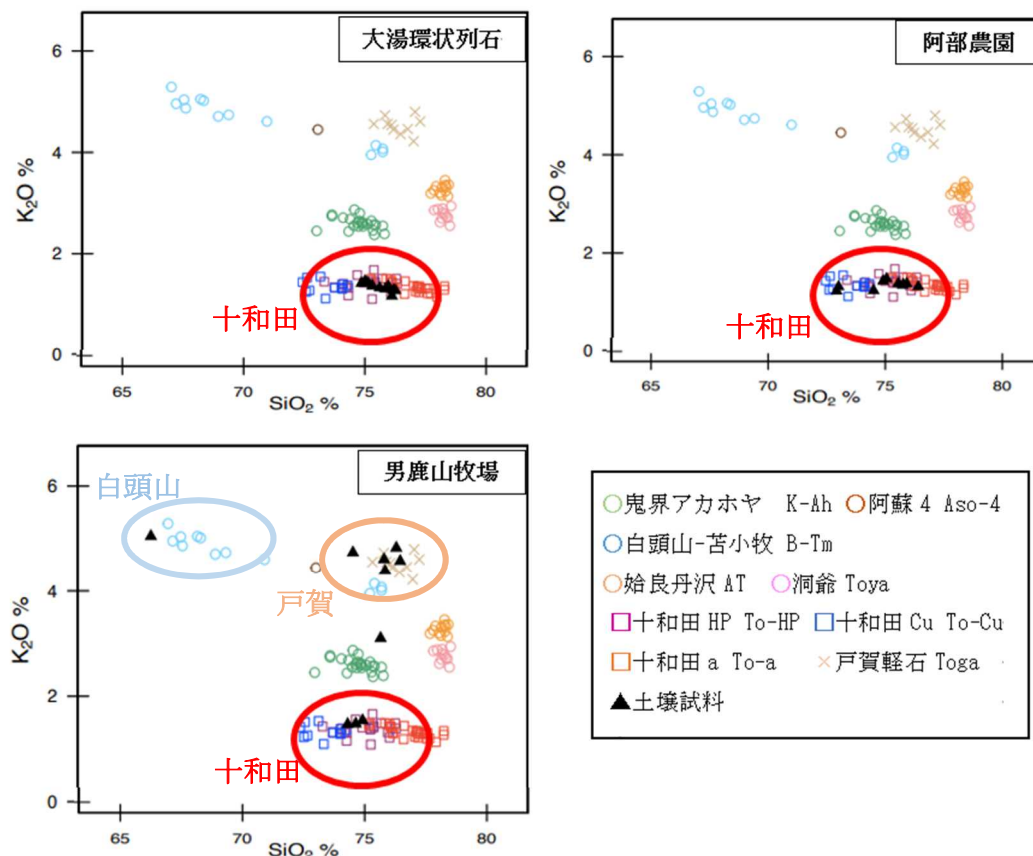 大湯環状列石
6
4
2
0
K₂O %
十和田
65
70
75
80
SiO₂ %
阿部農園
6
4
2
0
K₂O %
十和田
65
70
75
80
SiO₂ %
男鹿山牧場
白頭山
戸賀
6
4
2
0
K₂O %
十和田
65
70
75
80
SiO₂ %
鬼界アカホヤ K-Ah 阿蘇4 Aso-4
白頭山-苫小牧 B-Tm
姶良丹沢 AT 洞爺 Toya
十和田 HP To-HP 十和田 Cu To-Cu
十和田 a To-a 戸賀軽石 Toga
土壌試料